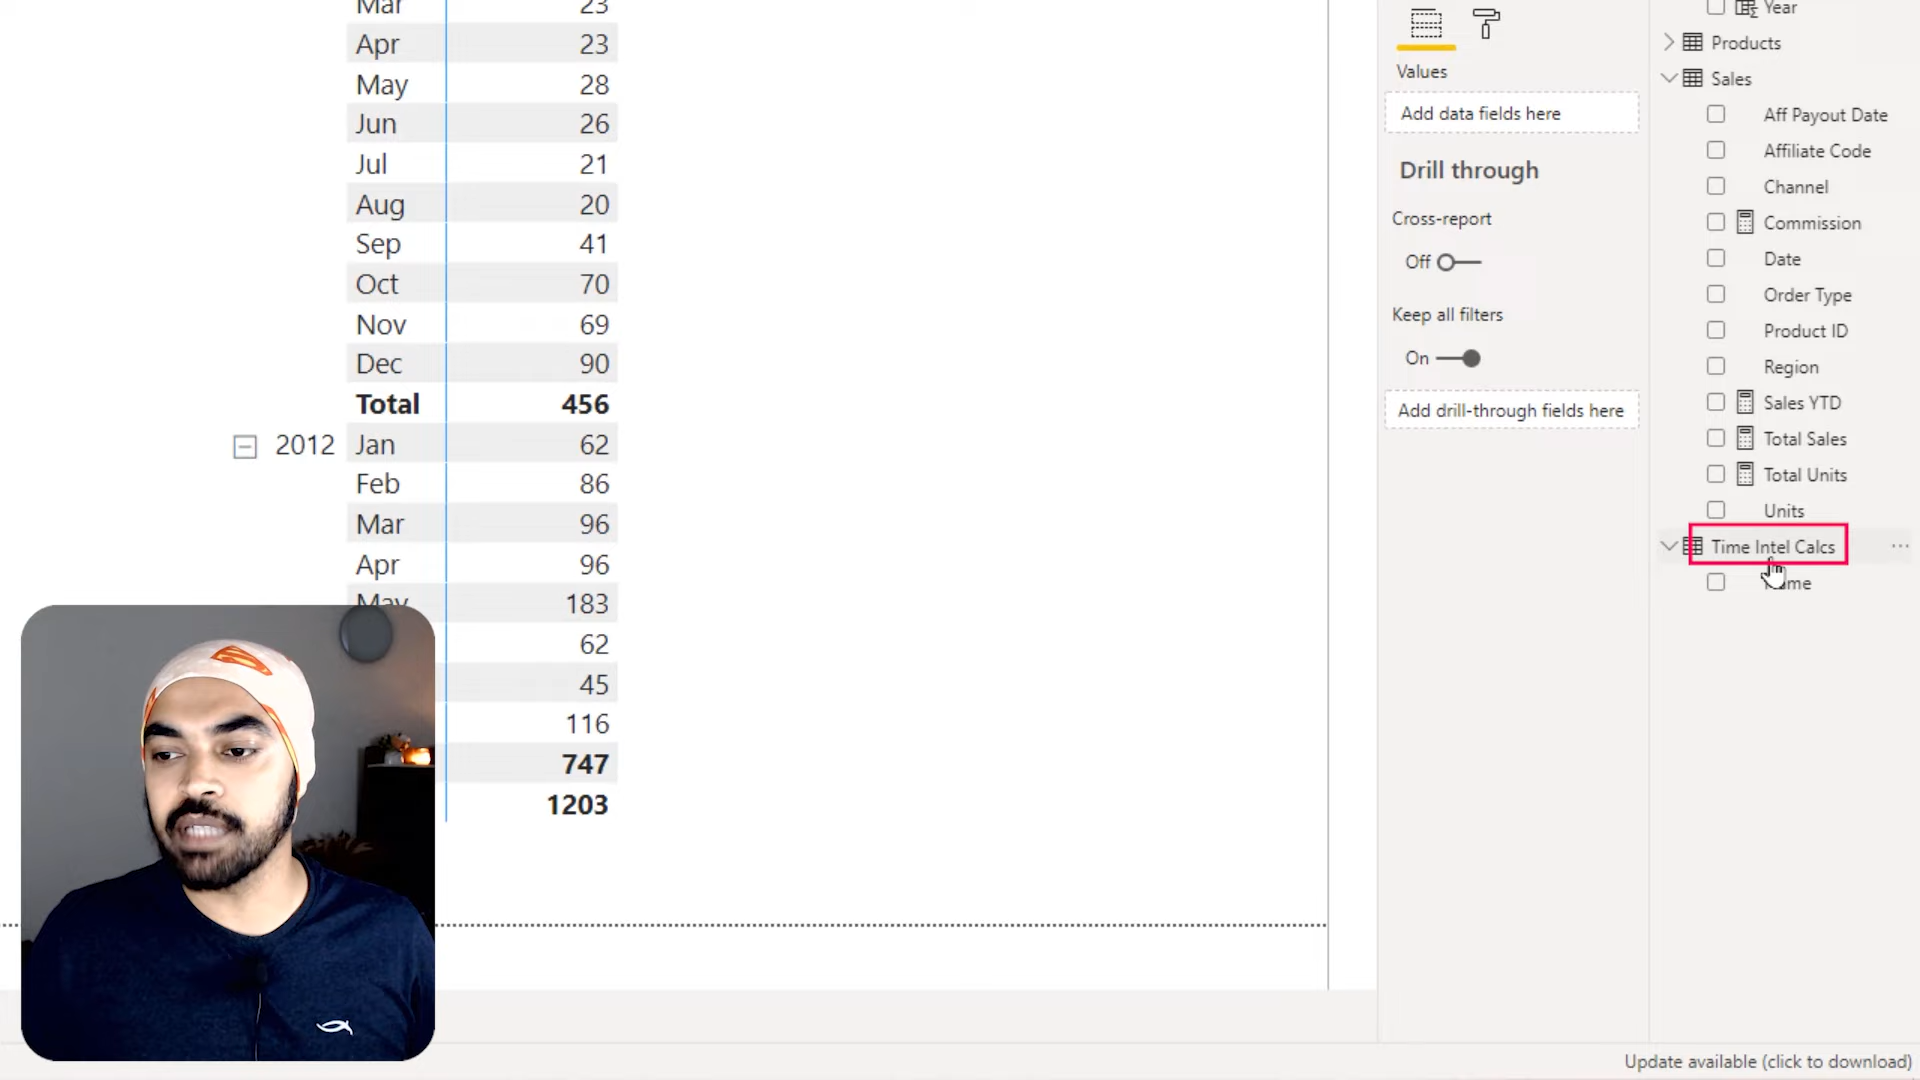 Mar 23
Apr 23
May 28
Jun 26
Jul 21
Aug 20
Sep 41
Oct 70
Nov 69
Dec 90
Total 456
2012 Jan 62
Feb 86
Mar 96
Apr 96
May 183
62
45
116
747
1203
Values
Add data fields here
Drill through
Cross-report
Off
Keep all filters
On
Add drill-through fields here
Year
Products
Sales
Aff Payout Date
Affiliate Code
Channel
Commission
Date
Order Type
Product ID
Region
Sales YTD
Total Sales
Total Units
Units
Time Intel Calcs
Update available (click to download)